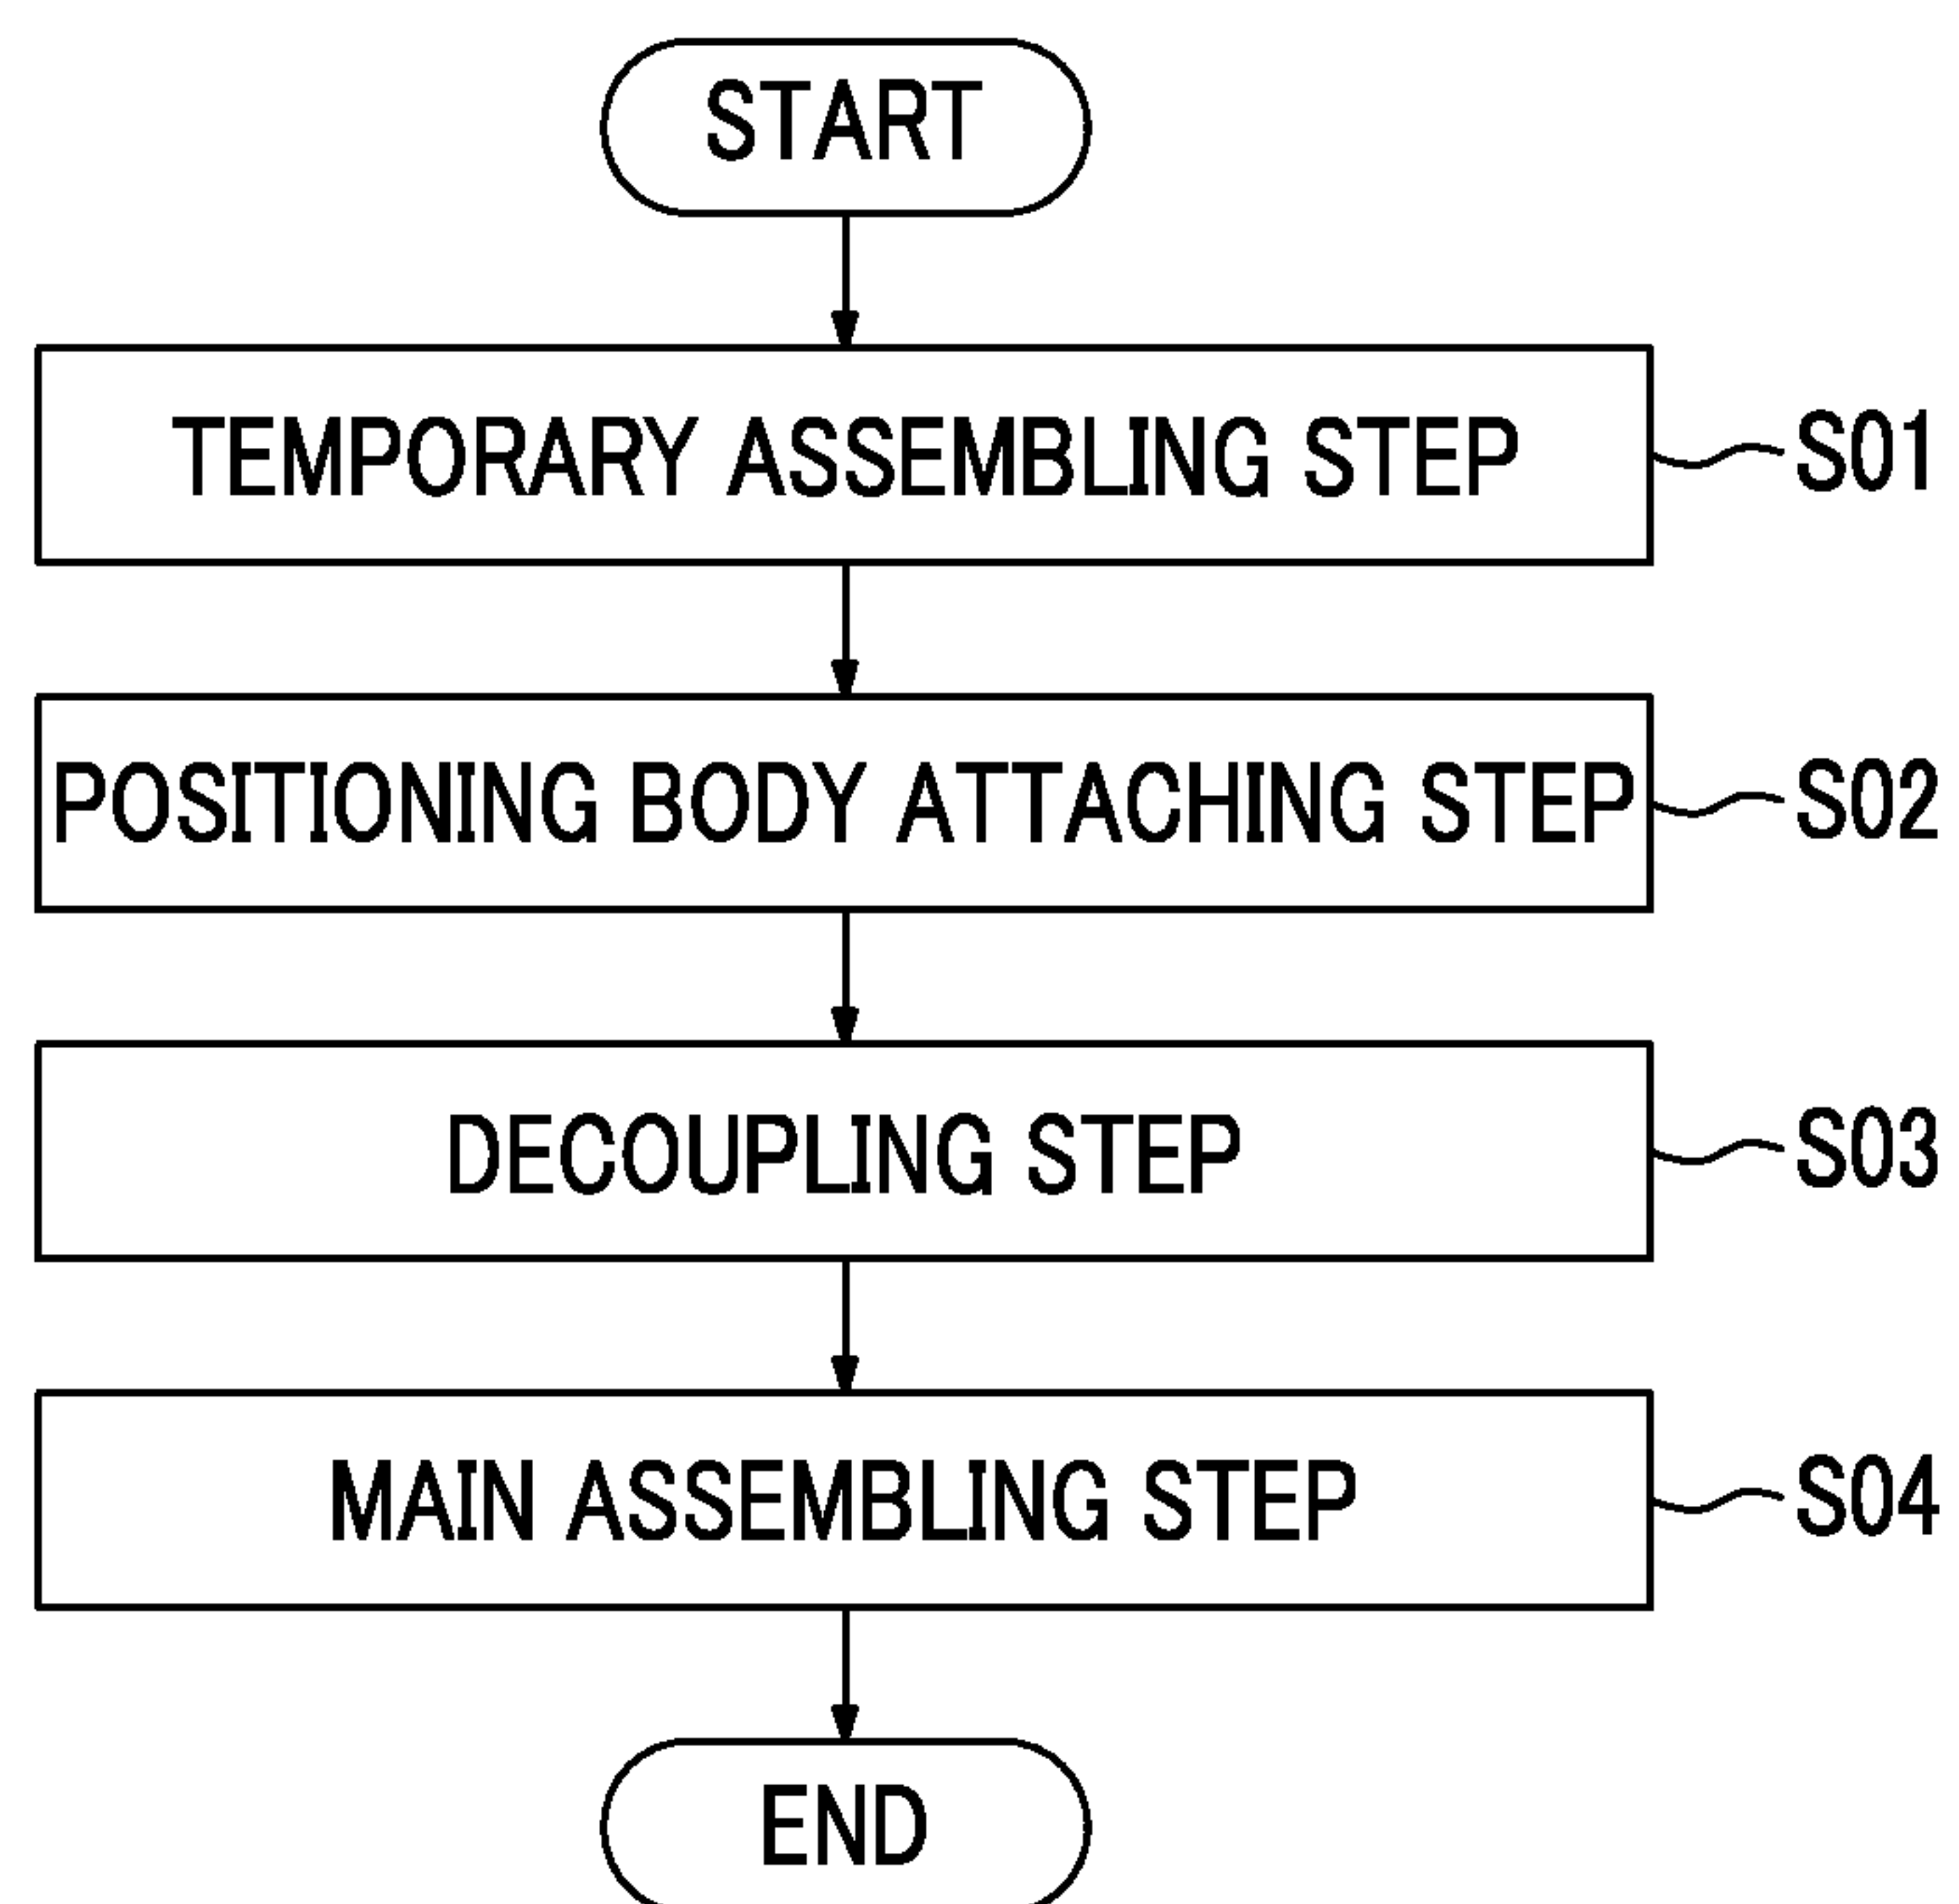 START
TEMPORARY ASSEMBLING STEP S01
POSITIONING BODY ATTACHING STEP S02
DECOUPLING STEP S03
MAIN ASSEMBLING STEP S04
END